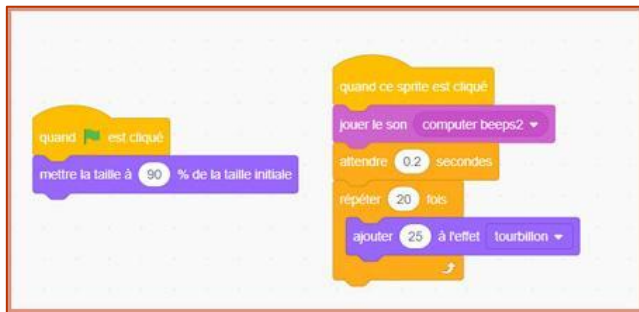 quand est cliqué
mettre la taille à 90 % de la taille initiale
quand ce sprite est cliqué
jouer le son computer beeps2
attendre 0.2 secondes
répéter 20 fois
ajouter 25 à l'effet tourbillon